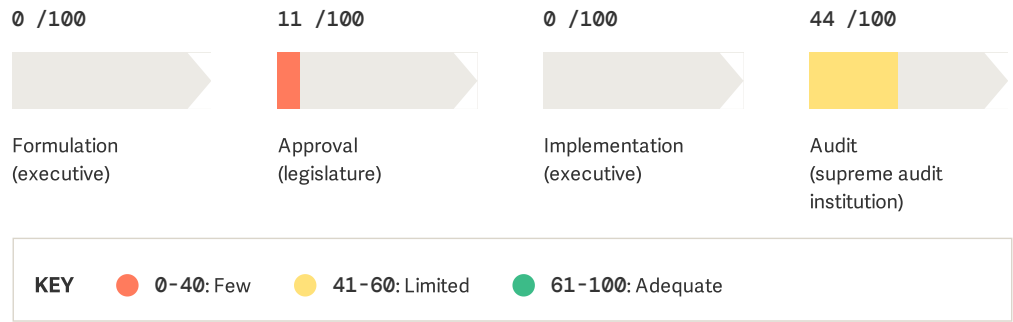 0 /100
11 /100
0 /100
44 /100
Formulation
(executive)
Approval
(legislature)
Implementation
(executive)
Audit
(supreme audit
institution)
KEY
0-40: Few
41-60: Limited
61-100: Adequate